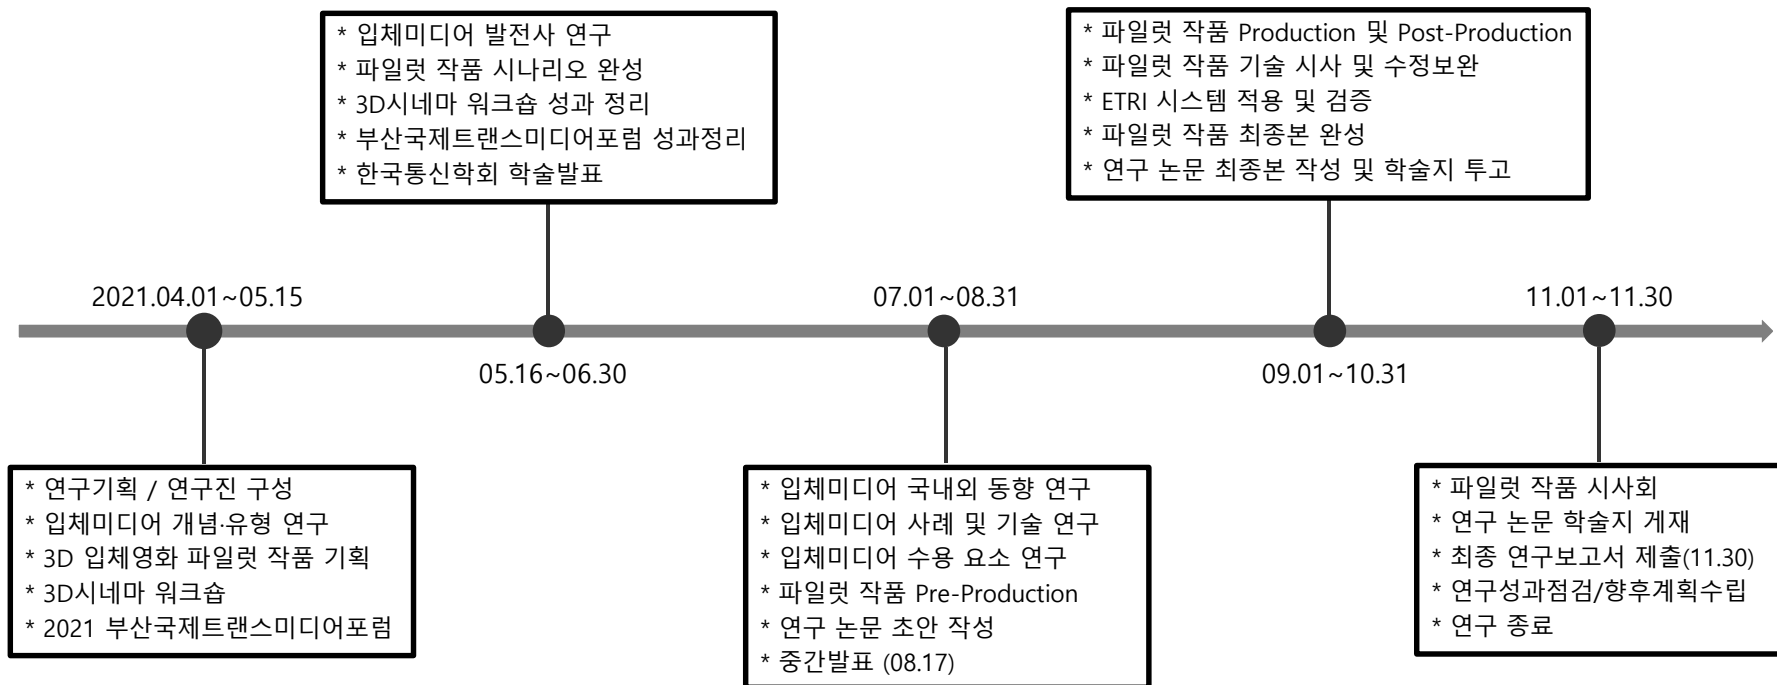 * 입체미디어 발전사 연구
* 파일럿 작품 시나리오 완성
* 3D시네마 워크숍 성과 정리
* 부산국제트랜스미디어포럼 성과정리
* 한국통신학회 학술발표
* 파일럿 작품 Production 및 Post-Production
* 파일럿 작품 기술 시사 및 수정보완
* ETRI 시스템 적용 및 검증
* 파일럿 작품 최종본 완성
* 연구 논문 최종본 작성 및 학술지 투고
2021.04.01~05.15
07.01~08.31
11.01~11.30
05.16~06.30
09.01~10.31
* 연구기획 / 연구진 구성
* 입체미디어 개념·유형 연구
* 3D 입체영화 파일럿 작품 기획
* 3D시네마 워크숍
* 2021 부산국제트랜스미디어포럼
* 입체미디어 국내외 동향 연구
* 입체미디어 사례 및 기술 연구
* 입체미디어 수용 요소 연구
* 파일럿 작품 Pre-Production
* 연구 논문 초안 작성
* 중간발표 (08.17)
* 파일럿 작품 시사회
* 연구 논문 학술지 게재
* 최종 연구보고서 제출(11.30)
* 연구성과점검/향후계획수립
* 연구 종료